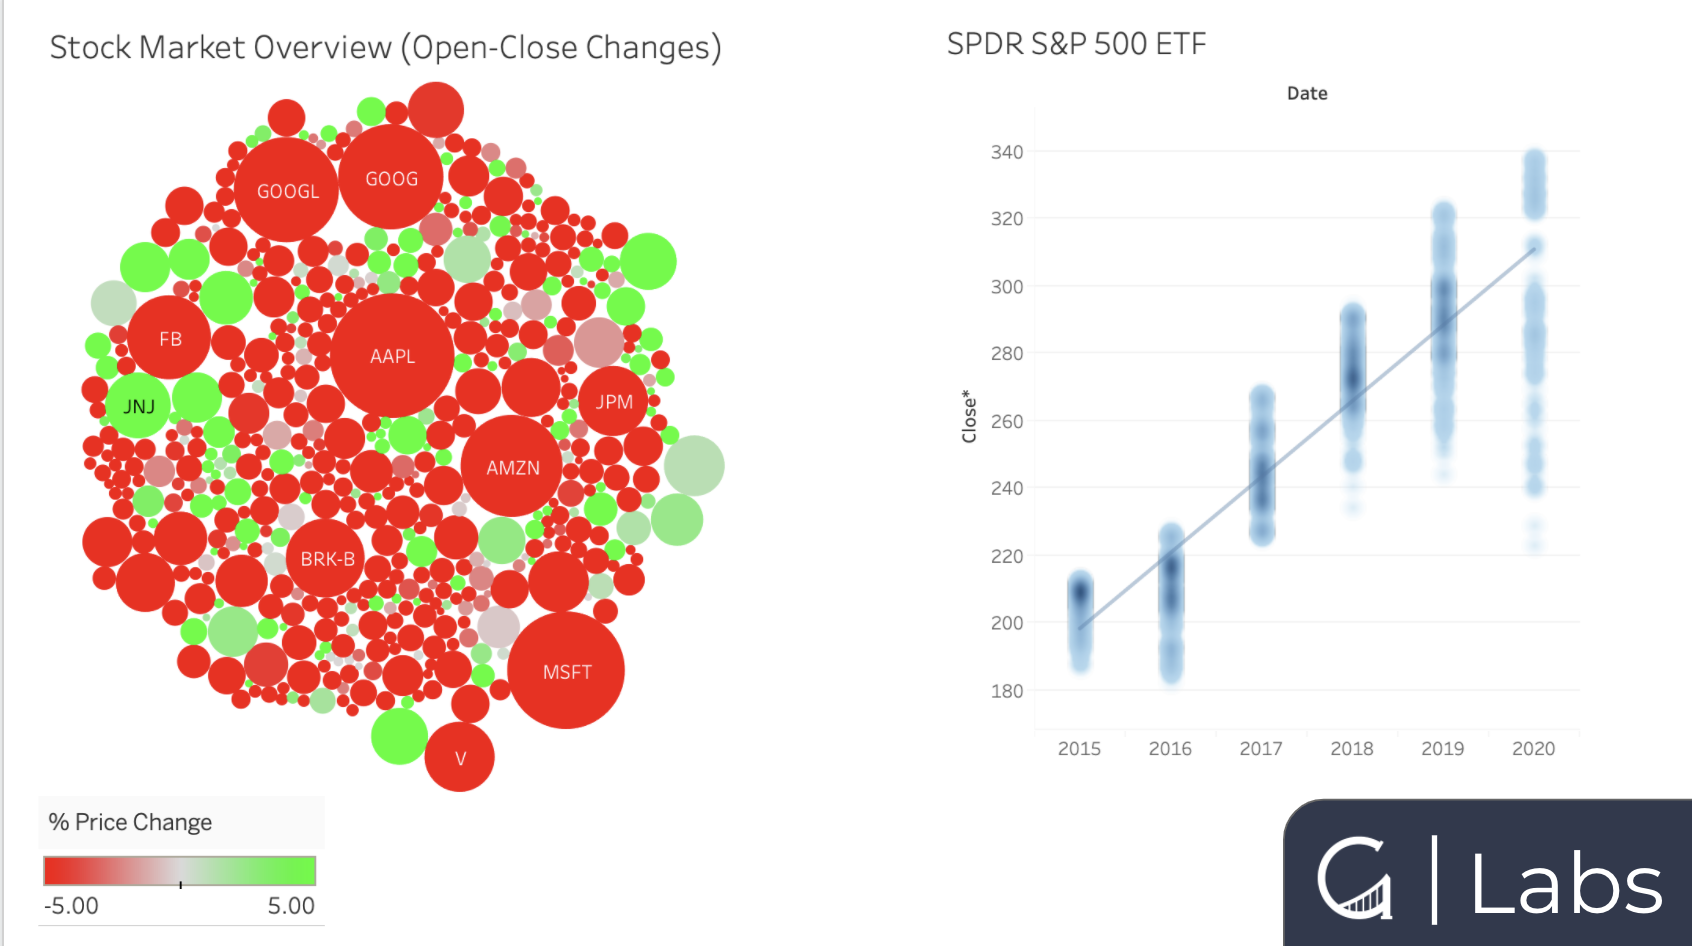 Stock Market Overview (Open-Close Changes)
GOOGL
GOOG
FB
AAPL
JNJ
JPM
AMZN
BRK-B
MSFT
V
% Price Change
-5.00
5.00
SPDR S&P 500 ETF
Date
Close*
340
320
300
280
260
240
220
200
180
2015 2016 2017 2018 2019 2020
G | Labs